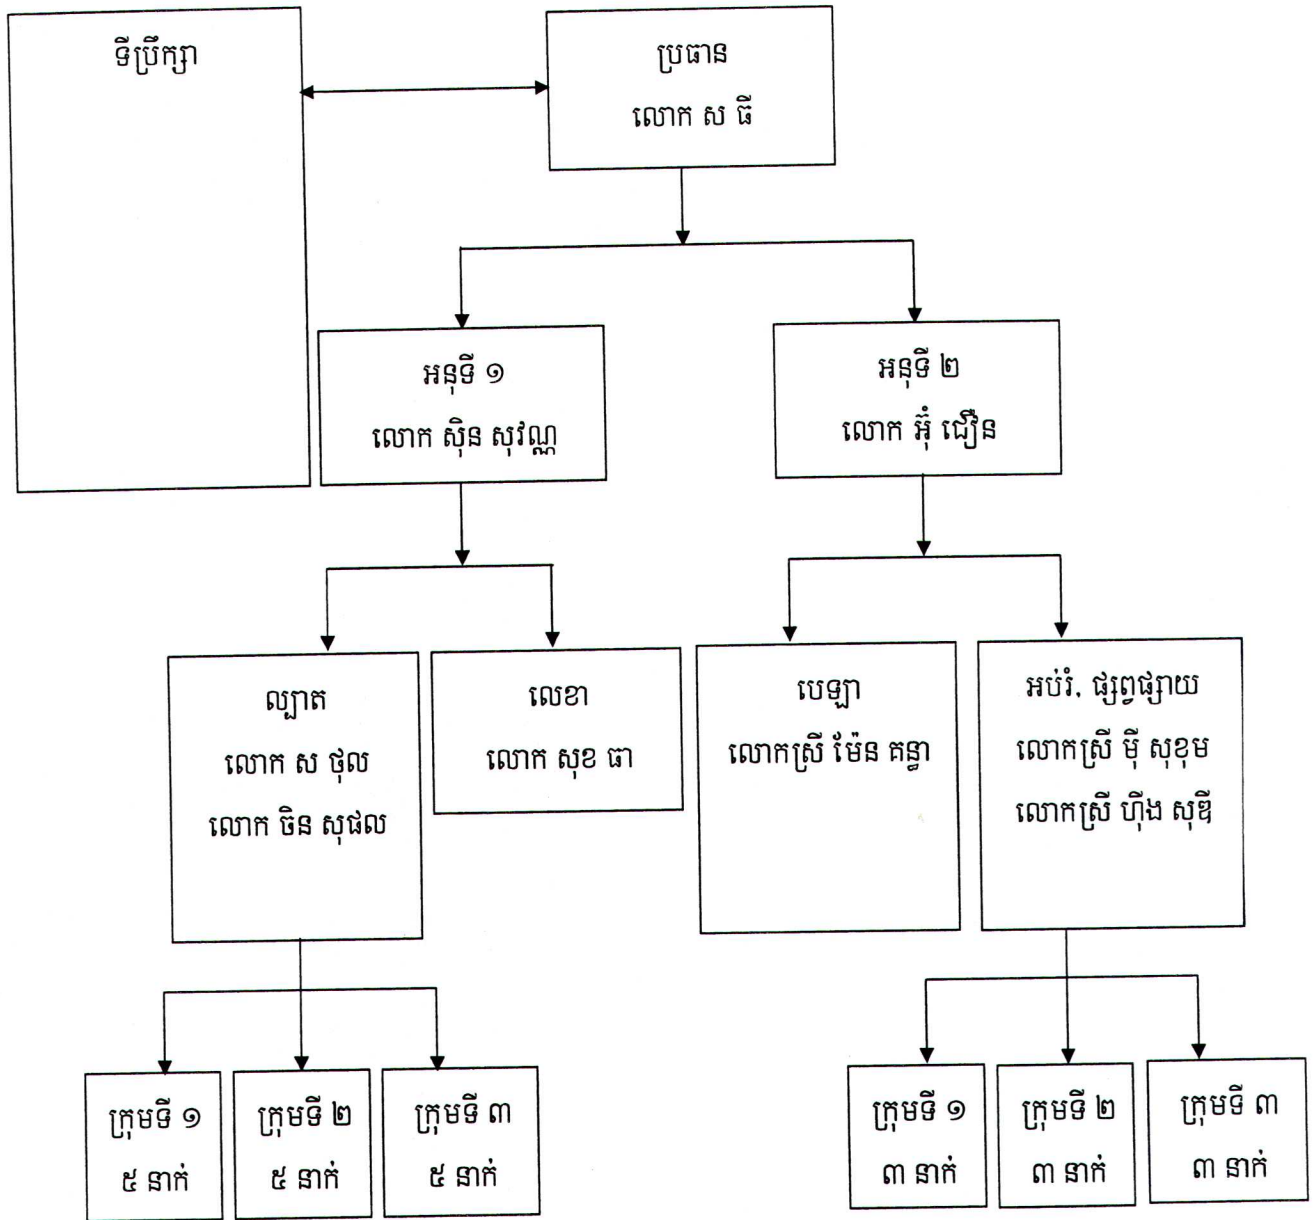 ទីប្រឹក្សា
ប្រធាន
លោក ស ធី
អនុទី ១
លោក ស៊ិន សុវណ្ណ
អនុទី ២
លោក អ៊ុំ ជឿន
ល្បាត
លោក ស ថុល
លោក ចិន សុផល
លេខា
លោក សុខ ធា
បេឡា
លោកស្រី ម៉ែន គន្ធា
អប់រំ, ផ្សព្វផ្សាយ
លោកស្រី ម៉ី សុខុម
លោកស្រី ហ៊ីង សុឌី
ក្រុមទី ១
៥ នាក់
ក្រុមទី ២
៥ នាក់
ក្រុមទី ៣
៥ នាក់
ក្រុមទី ១
៣ នាក់
ក្រុមទី ២
៣ នាក់
ក្រុមទី ៣
៣ នាក់